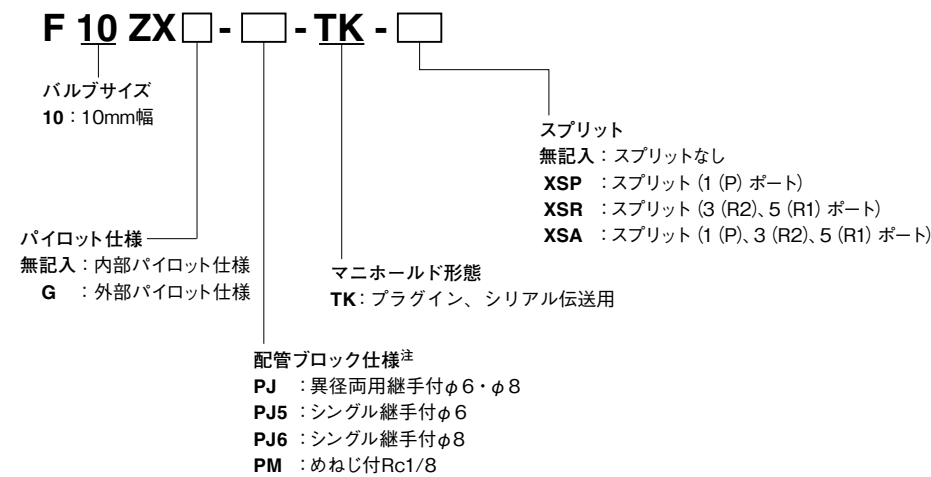 F 10 ZX□-□-TK-□
バルブサイズ
10：10mm幅
スプリット
無記入：スプリットなし
XSP ：スプリット（1（P）ポート）
XSR ：スプリット（3（R2）、5（R1）ポート）
XSA ：スプリット（1（P）、3（R2）、5（R1）ポート）
パイロット仕様
無記入：内部パイロット仕様
G ：外部パイロット仕様
マニホールド形態
TK：プラグイン、シリアル伝送用
配管ブロック仕様注
PJ ：異径両用継手付φ6・φ8
PJ5 ：シングル継手付φ6
PJ6 ：シングル継手付φ8
PM ：めねじ付Rc1/8